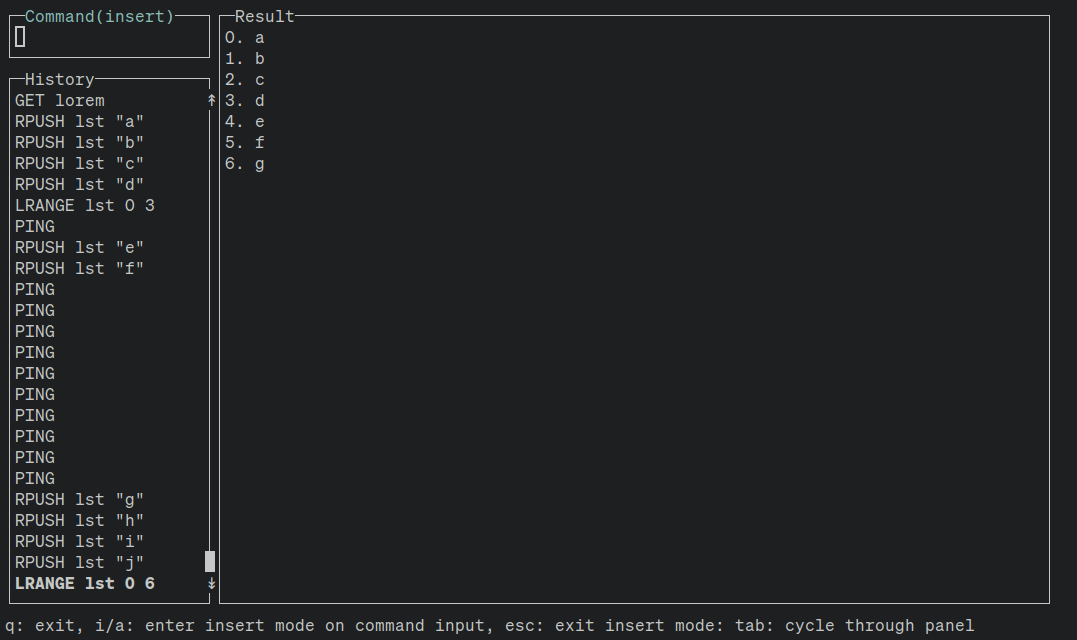 Command(insert)
History
GET lorem
RPUSH lst "a"
RPUSH lst "b"
RPUSH lst "c"
RPUSH lst "d"
LRANGE lst 0 3
PING
RPUSH lst "e"
RPUSH lst "f"
PING
PING
PING
PING
PING
PING
PING
PING
PING
PING
RPUSH lst "g"
RPUSH lst "h"
RPUSH lst "i"
RPUSH lst "j"
LRANGE lst 0 6
Result
0. a
1. b
2. c
3. d
4. e
5. f
6. g
q: exit, i/a: enter insert mode on command input, esc: exit insert mode: tab: cycle through panel